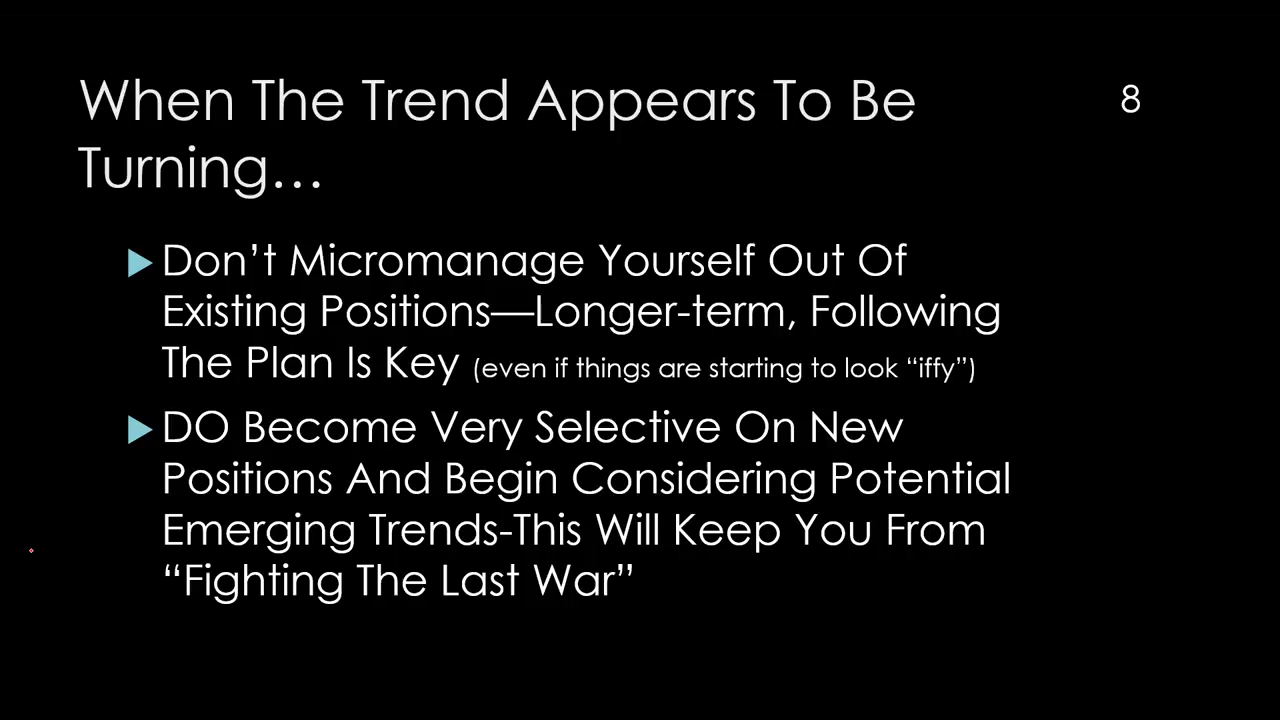 When The Trend Appears To Be
Turning…
8
Don’t Micromanage Yourself Out Of
Existing Positions—Longer-term, Following
The Plan Is Key (even if things are starting to look “iffy”)
DO Become Very Selective On New
Positions And Begin Considering Potential
Emerging Trends-This Will Keep You From
“Fighting The Last War”